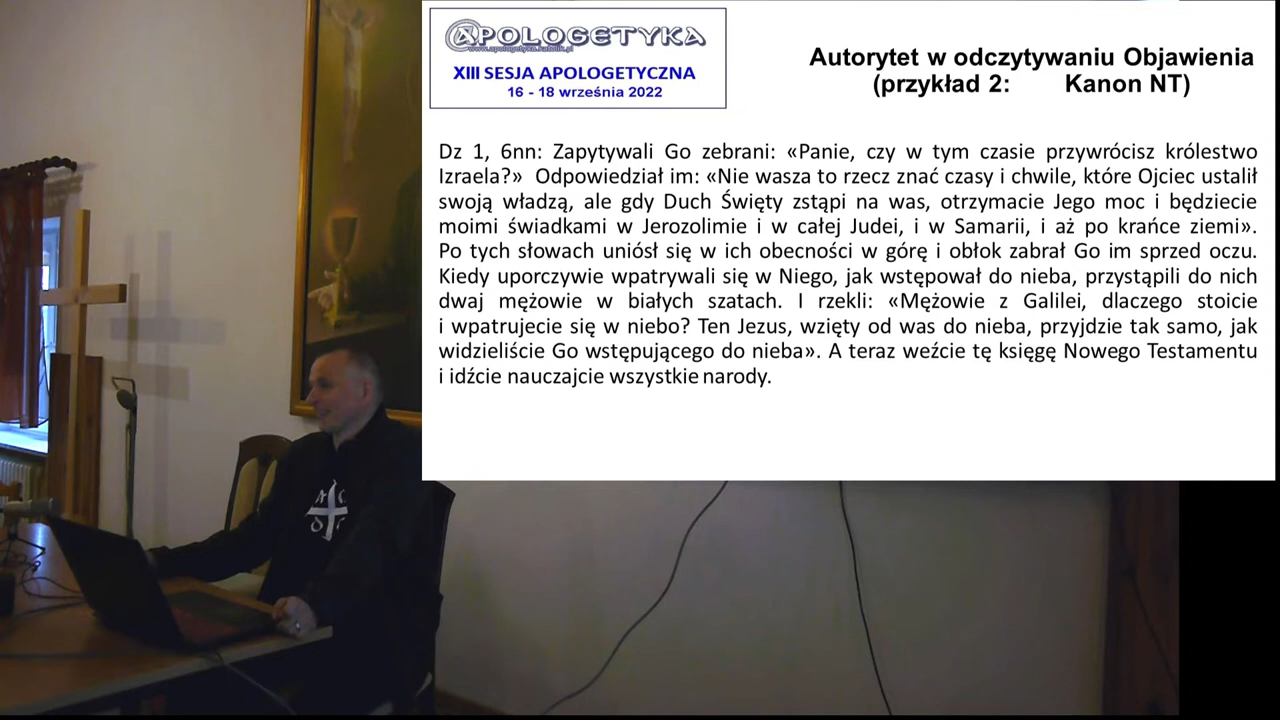 @POLOGETYKA
www.apologetyka.katolik.pl
XIII SESJA APOLOGETYCZNA
16 - 18 września 2022
Autorytet w odczytywaniu Objawienia
(przykład 2: Kanon NT)
Dz 1, 6nn: Zapytywali Go zebrani: «Panie, czy w tym czasie przywrócisz królestwo
Izraela?» Odpowiedział im: «Nie wasza to rzecz znać czasy i chwile, które Ojciec ustalił
swoją władzą, ale gdy Duch Święty zstąpi na was, otrzymacie Jego moc i będziecie
moimi świadkami w Jerozolimie i w całej Judei, i w Samarii, i aż po krańce ziemi».
Po tych słowach uniósł się w ich obecności w górę i obłok zabrał Go im sprzed oczu.
Kiedy uporczywie wpatrywali się w Niego, jak wstępował do nieba, przystąpili do nich
dwaj mężowie w białych szatach. I rzekli: «Mężowie z Galilei, dlaczego stoicie
i wpatrujecie się w niebo? Ten Jezus, wzięty od was do nieba, przyjdzie tak samo, jak
widzieliście Go wstępującego do nieba». A teraz weźcie tę księgę Nowego Testamentu
i idźcie nauczajcie wszystkie narody.